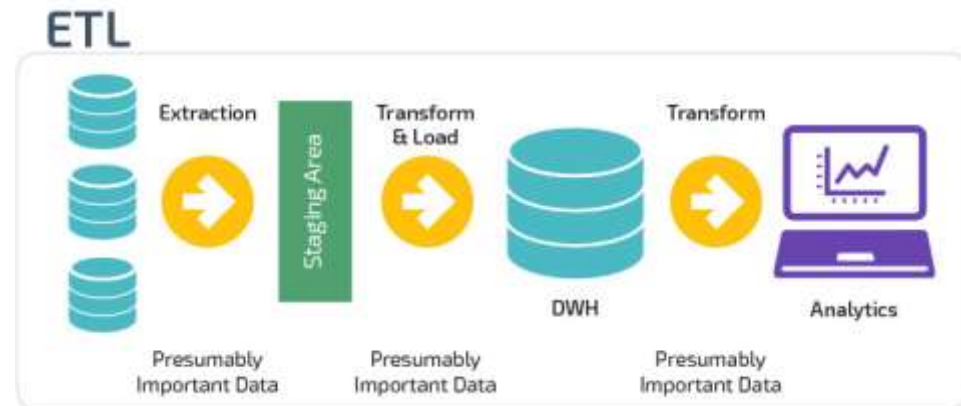 ETL
Extraction
Staging Area
Transform
& Load
Transform
DWH
Analytics
Presumably
Important Data
Presumably
Important Data
Presumably
Important Data